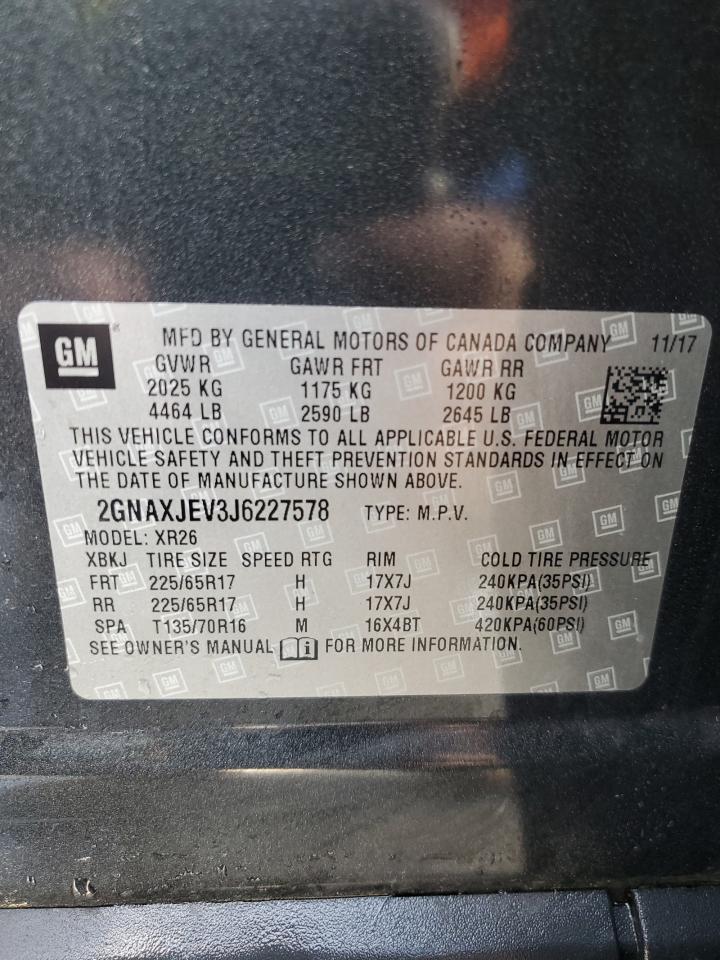 GM
MFD BY GENERAL MOTORS OF CANADA COMPANY 11/17
GVWR GAWR FRT GAWR RR
2025 KG 1175 KG 1200 KG
4464 LB 2590 LB 2645 LB
THIS VEHICLE CONFORMS TO ALL APPLICABLE U.S. FEDERAL MOTOR
VEHICLE SAFETY AND THEFT PREVENTION STANDARDS IN EFFECT ON
THE DATE OF MANUFACTURE SHOWN ABOVE.
2GNAXJEV3J6227578 TYPE: M.P.V.
MODEL: XR26
XBKJ TIRE SIZE SPEED RTG RIM COLD TIRE PRESSURE
FRT 225/65R17 H 17X7J 240KPA(35PSI)
RR 225/65R17 H 17X7J 240KPA(35PSI)
SPA T135/70R16 M 16X4BT 420KPA(60PSI)
SEE OWNER'S MANUAL FOR MORE INFORMATION.